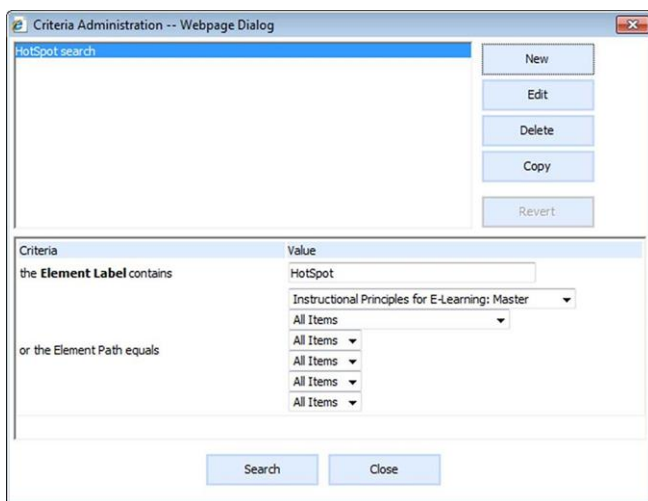 Criteria Administration -- Webpage Dialog
HotSpot search
New
Edit
Delete
Copy
Revert
Criteria Value
the Element Label contains HotSpot
Instructional Principles for E-Learning: Master
All Items
or the Element Path equals
All Items
All Items
All Items
All Items
Search Close